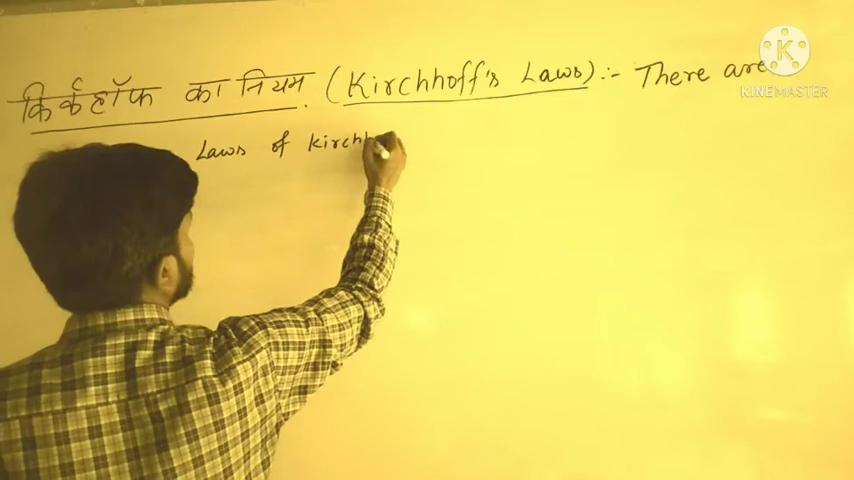 किर्कहॉफ का नियम. (Kirchhoff's Laws):- There are
Laws of Kirchh
K
KINEMASTER